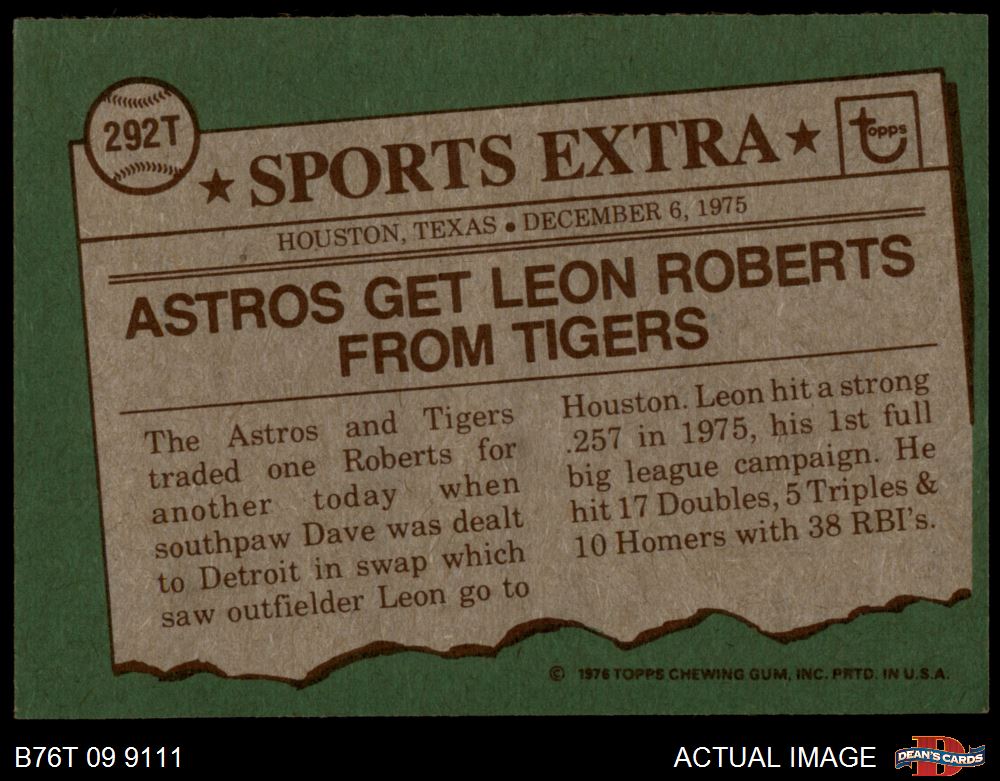 292T
★ SPORTS EXTRA ★
topps
HOUSTON, TEXAS • DECEMBER 6, 1975
ASTROS GET LEON ROBERTS
FROM TIGERS
The Astros and Tigers
traded one Roberts for
another today when
southpaw Dave was dealt
to Detroit in swap which
saw outfielder Leon go to
Houston. Leon hit a strong
.257 in 1975, his 1st full
big league campaign. He
hit 17 Doubles, 5 Triples &
10 Homers with 38 RBI's.
© 1976 TOPPS CHEWING GUM, INC. PRTD. IN U.S.A.
B76T 09 9111
ACTUAL IMAGE
D
DEAN'S CARDS